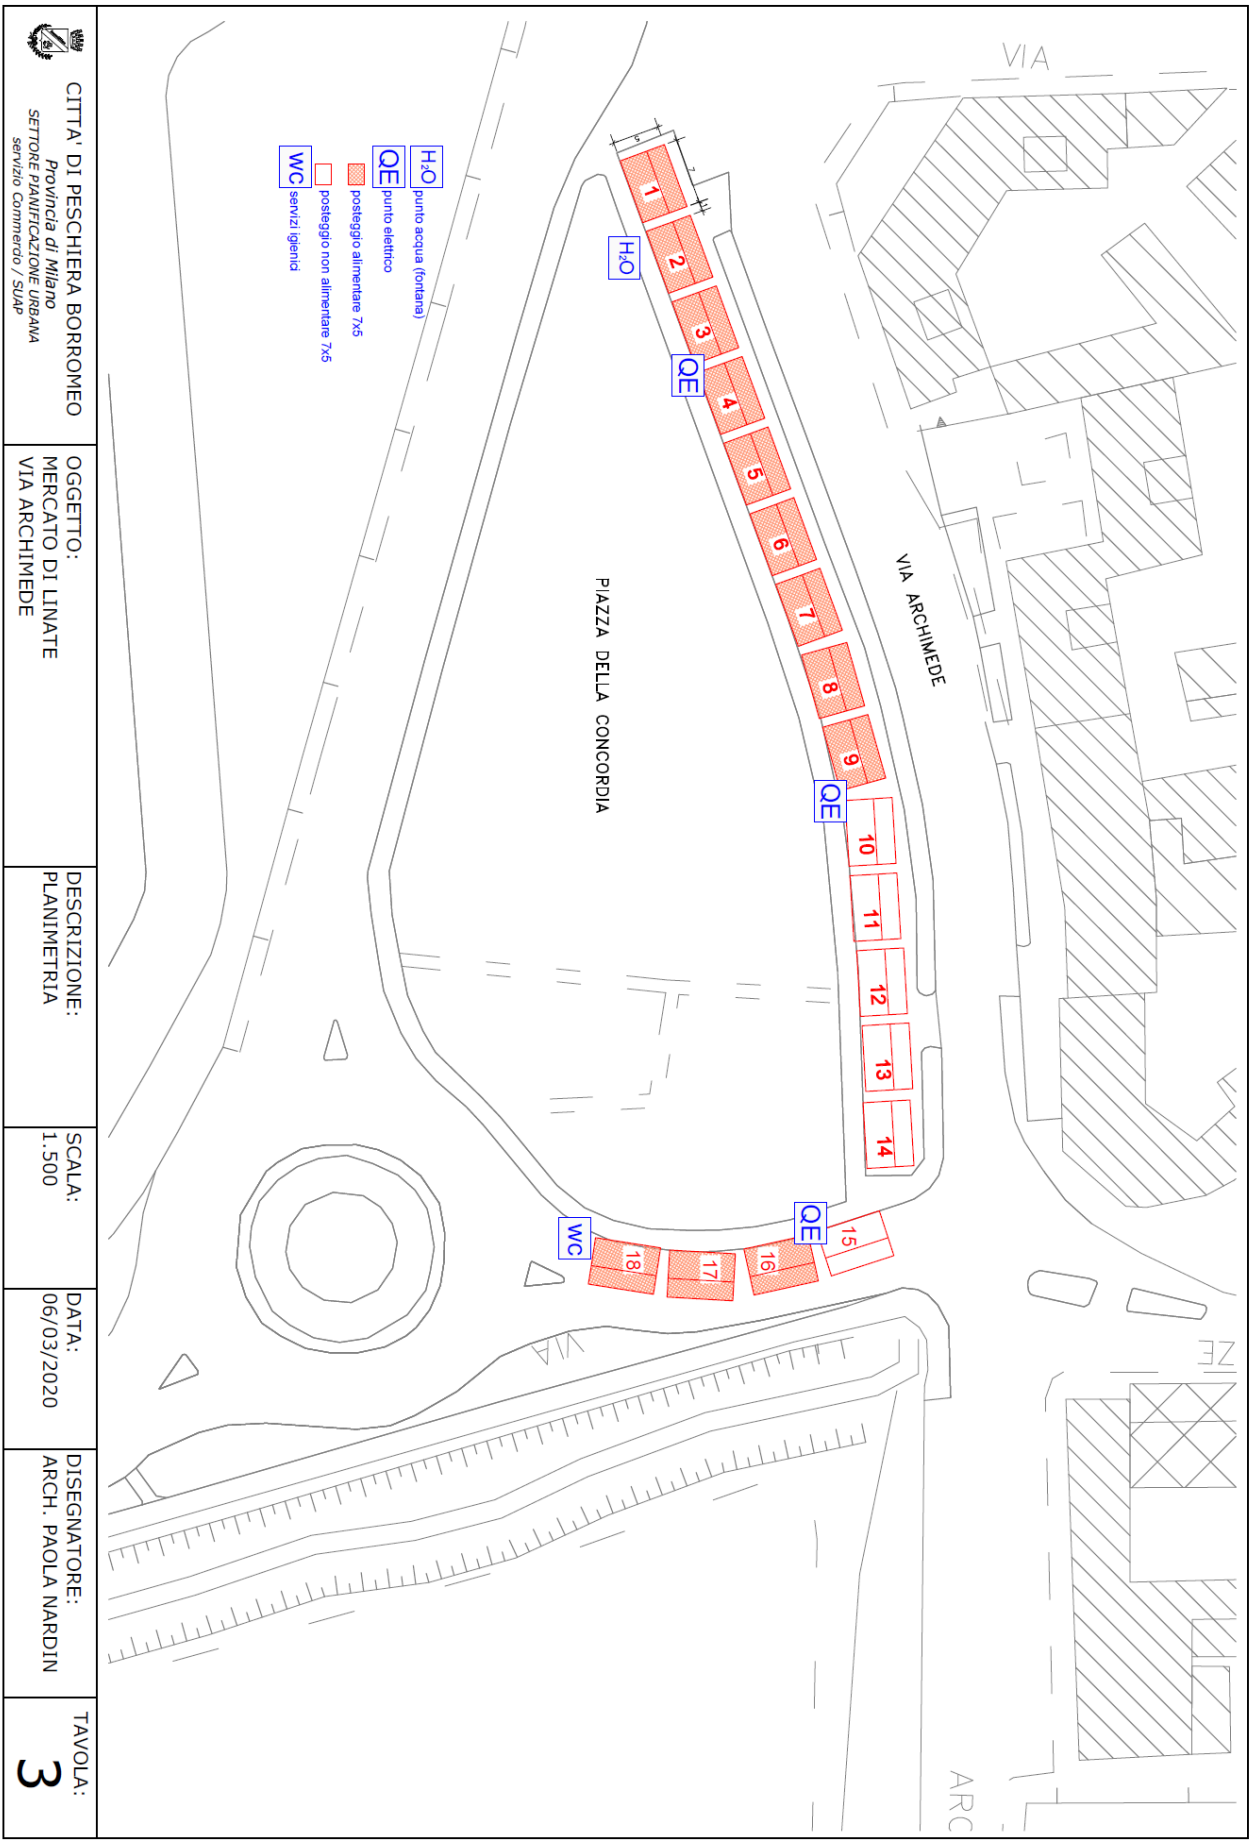 VIA
H₂O punto acqua (fontana)
QE punto elettrico
posteggio alimentare 7x5
posteggio non alimentare 7x5
WC servizi igienici
5
7
1
2
3
4
5
6
7
8
9
10
11
12
13
14
15
16
17
18
H₂O
QE
QE
QE
WC
VIA ARCHIMEDE
PIAZZA DELLA CONCORDIA
VIA
ZE
ARC
CITTA' DI PESCHIERA BORROMEO
Provincia di Milano
SETTORE PIANIFICAZIONE URBANA
servizio Commercio / SUAP
OGGETTO:
MERCATO DI LINATE
VIA ARCHIMEDE
DESCRIZIONE:
PLANIMETRIA
SCALA:
1.500
DATA:
06/03/2020
DISEGNATORE:
ARCH. PAOLA NARDIN
TAVOLA:
3